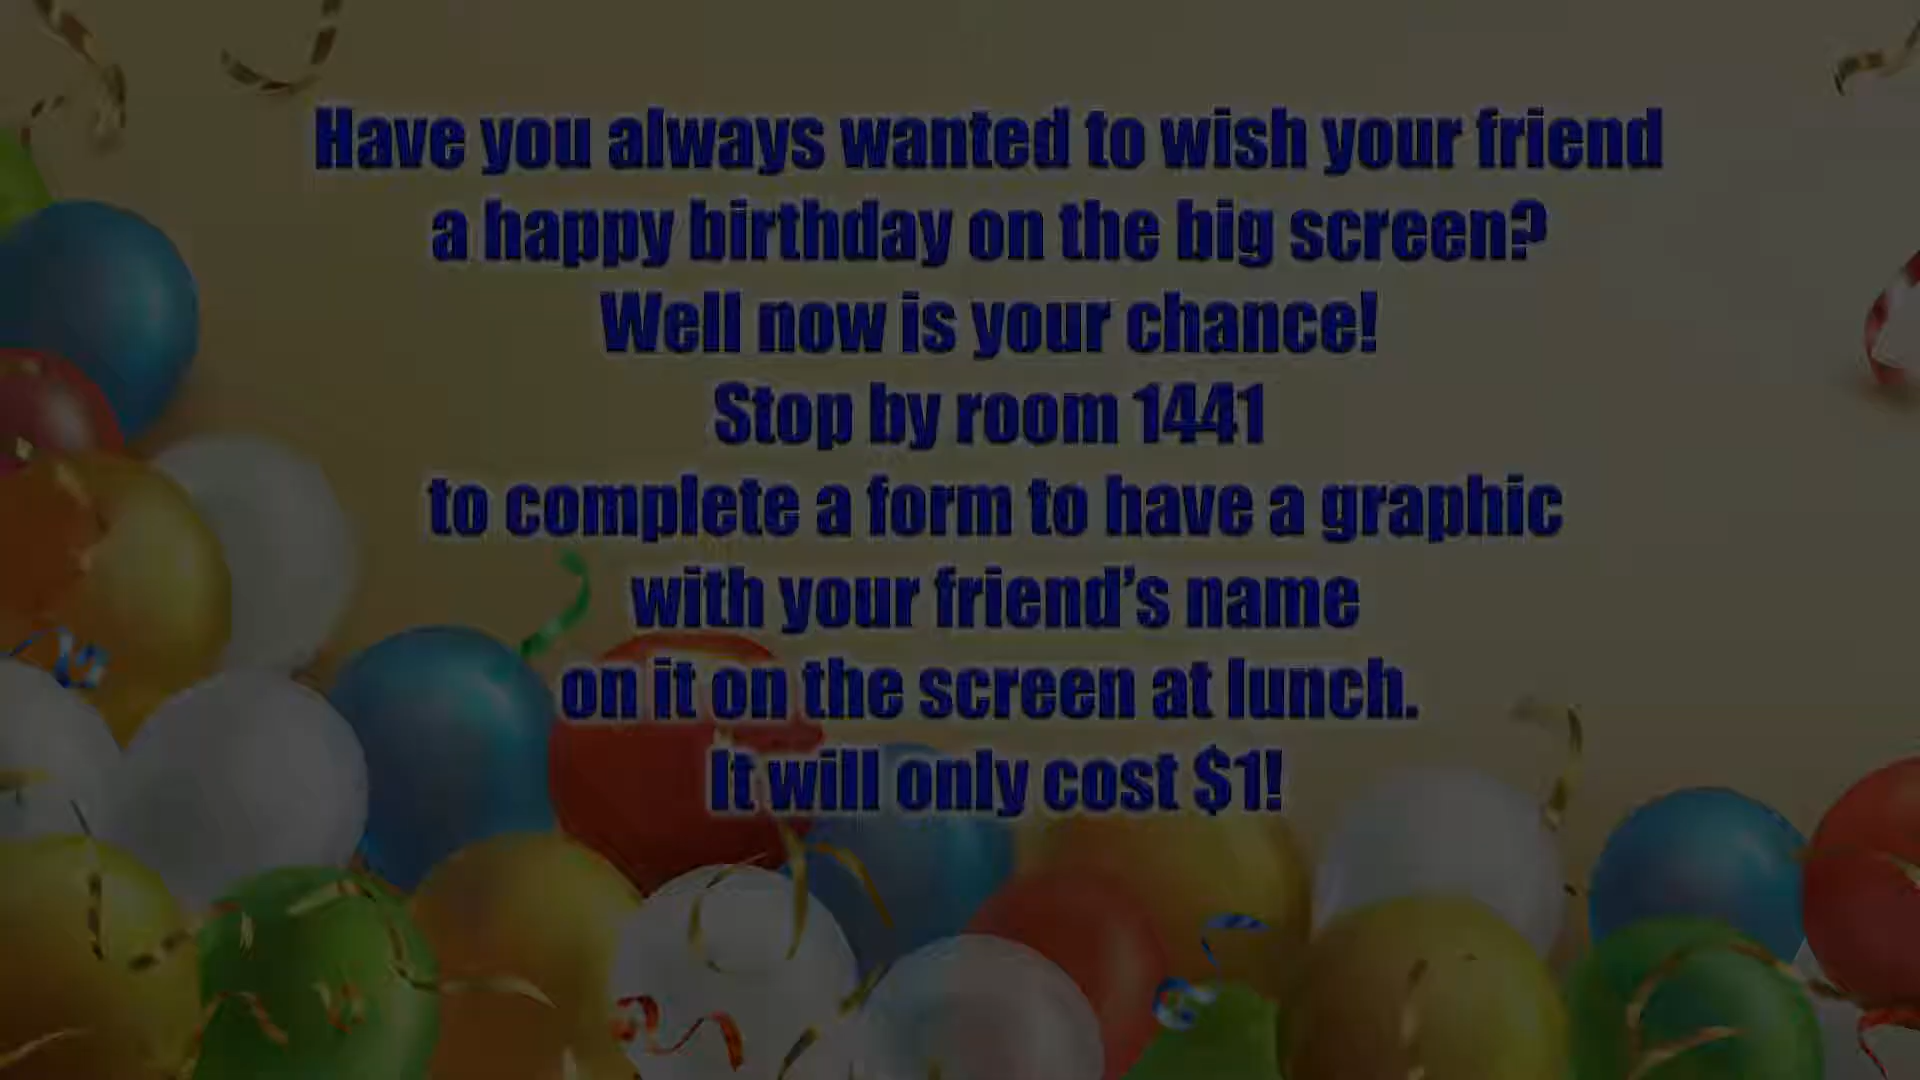 Have you always wanted to wish your friend
a happy birthday on the big screen?
Well now is your chance!
Stop by room 1441
to complete a form to have a graphic
with your friend’s name
on it on the screen at lunch.
It will only cost $1!